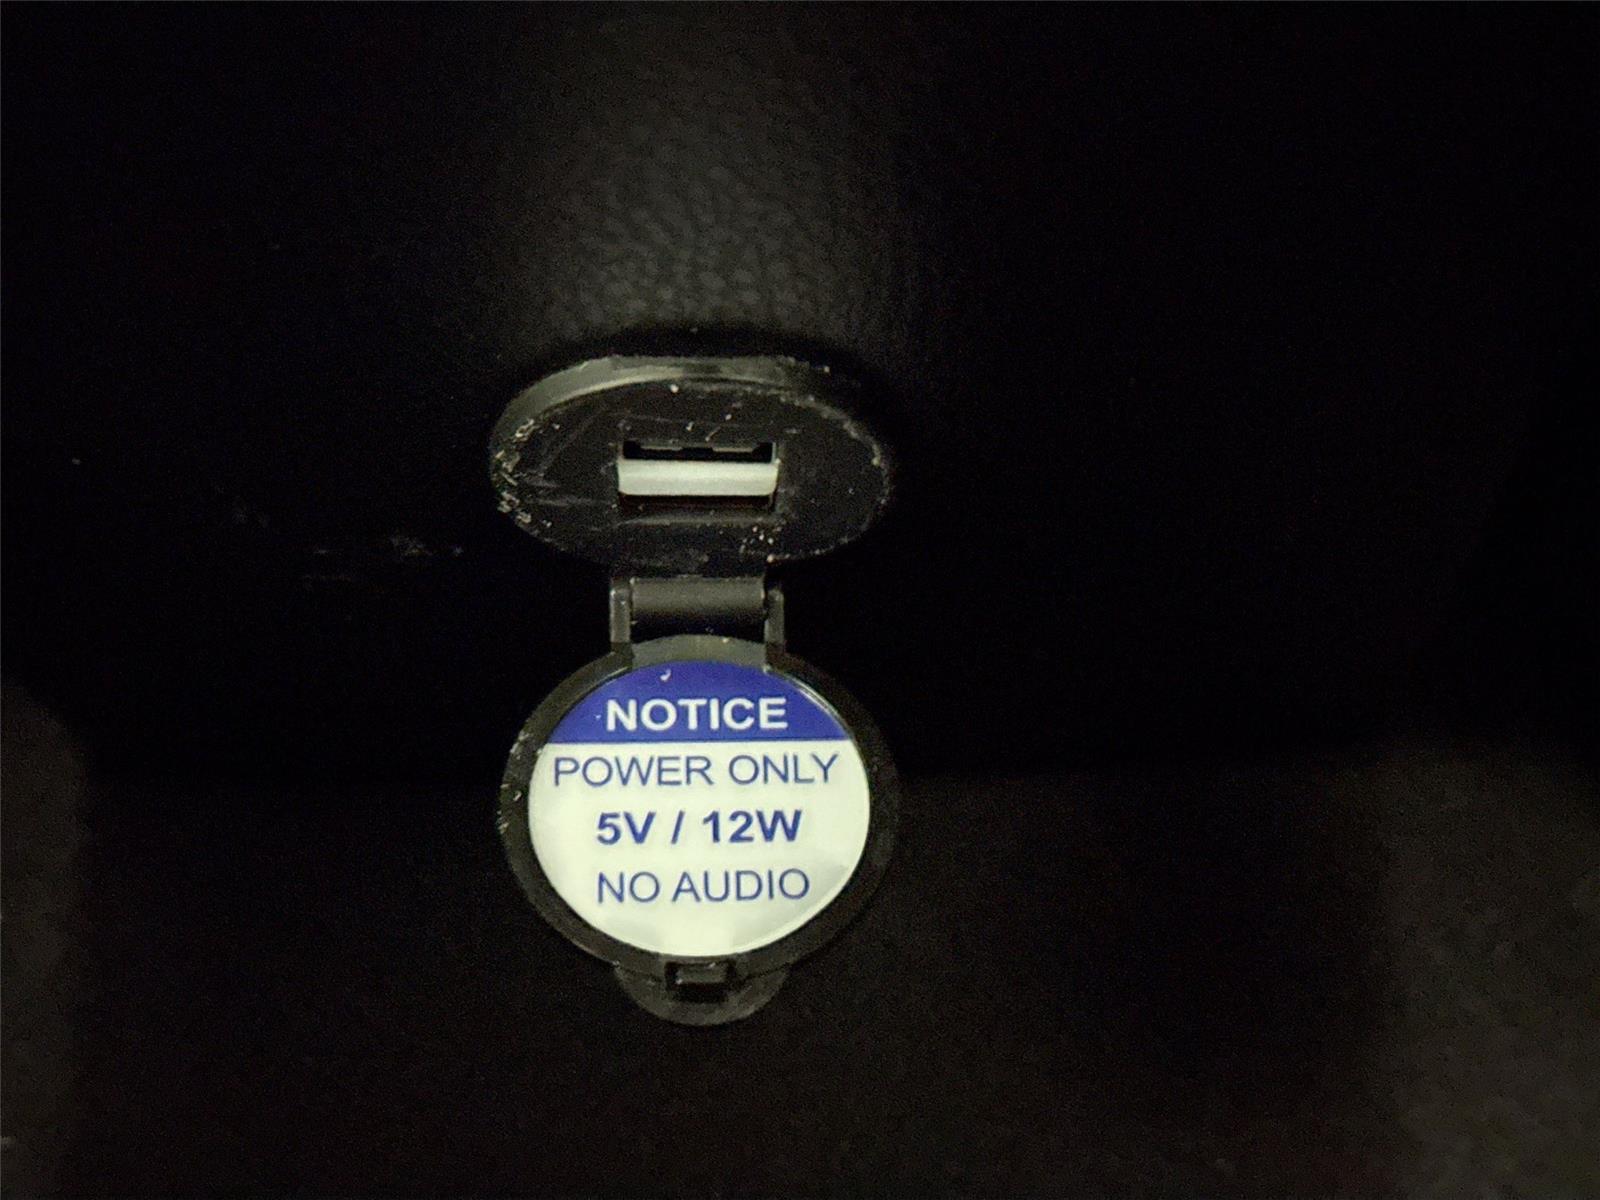 NOTICE
POWER ONLY
5V / 12W
NO AUDIO